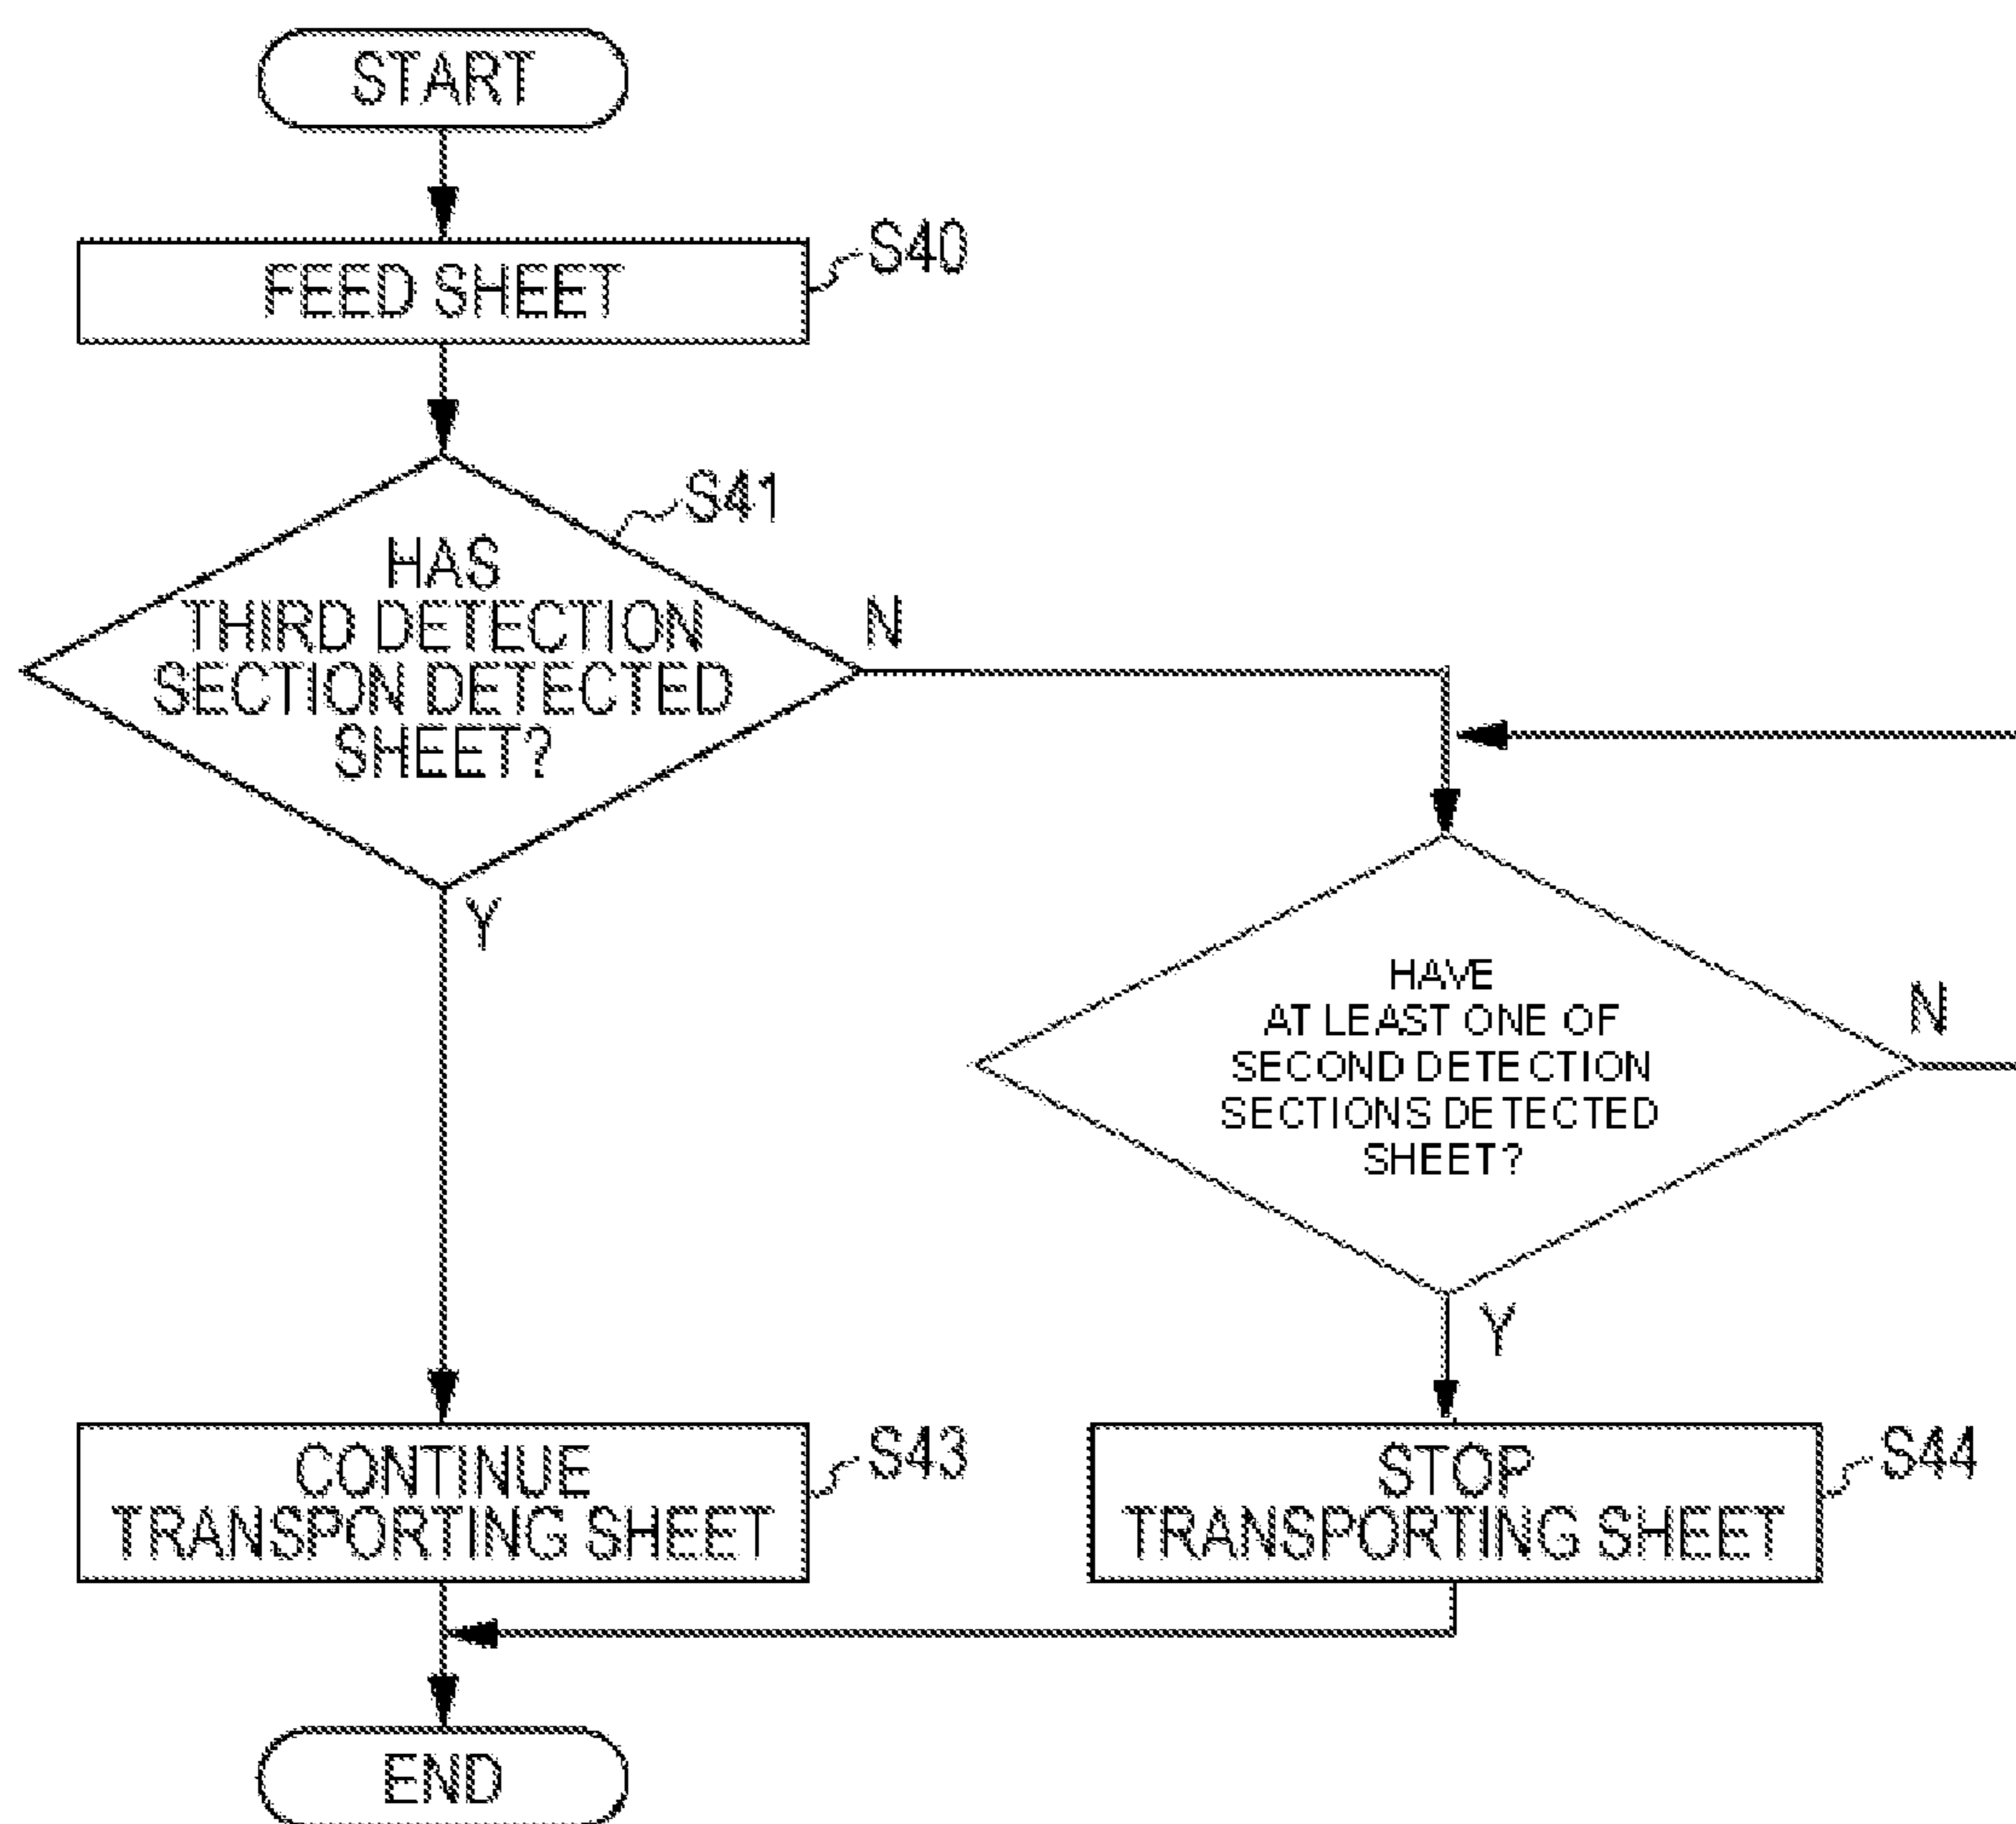 START
FEED SHEET
S40
S41
HAS
THIRD DETECTION
SECTION DETECTED
SHEET?
N
Y
HAVE
AT LEAST ONE OF
SECOND DETECTION
SECTIONS DETECTED
SHEET?
N
Y
CONTINUE
TRANSPORTING SHEET
S43
STOP
TRANSPORTING SHEET
S44
END